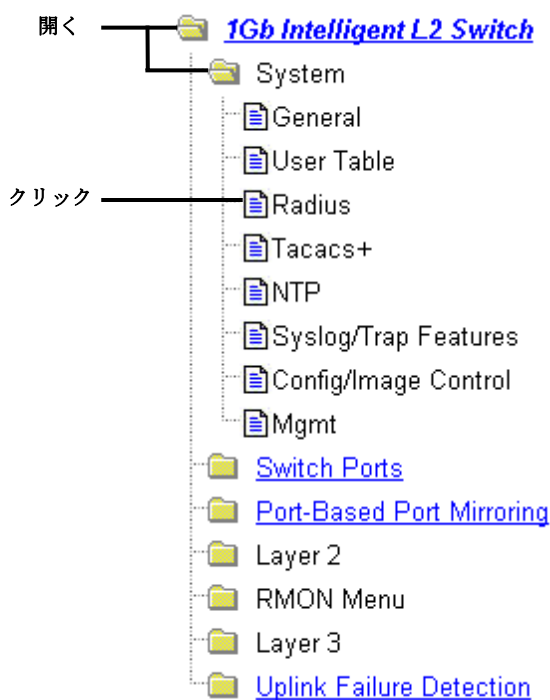 開く
1Gb Intelligent L2 Switch
System
General
User Table
クリック
Radius
Tacacs+
NTP
Syslog/Trap Features
Config/Image Control
Mgmt
Switch Ports
Port-Based Port Mirroring
Layer 2
RMON Menu
Layer 3
Uplink Failure Detection